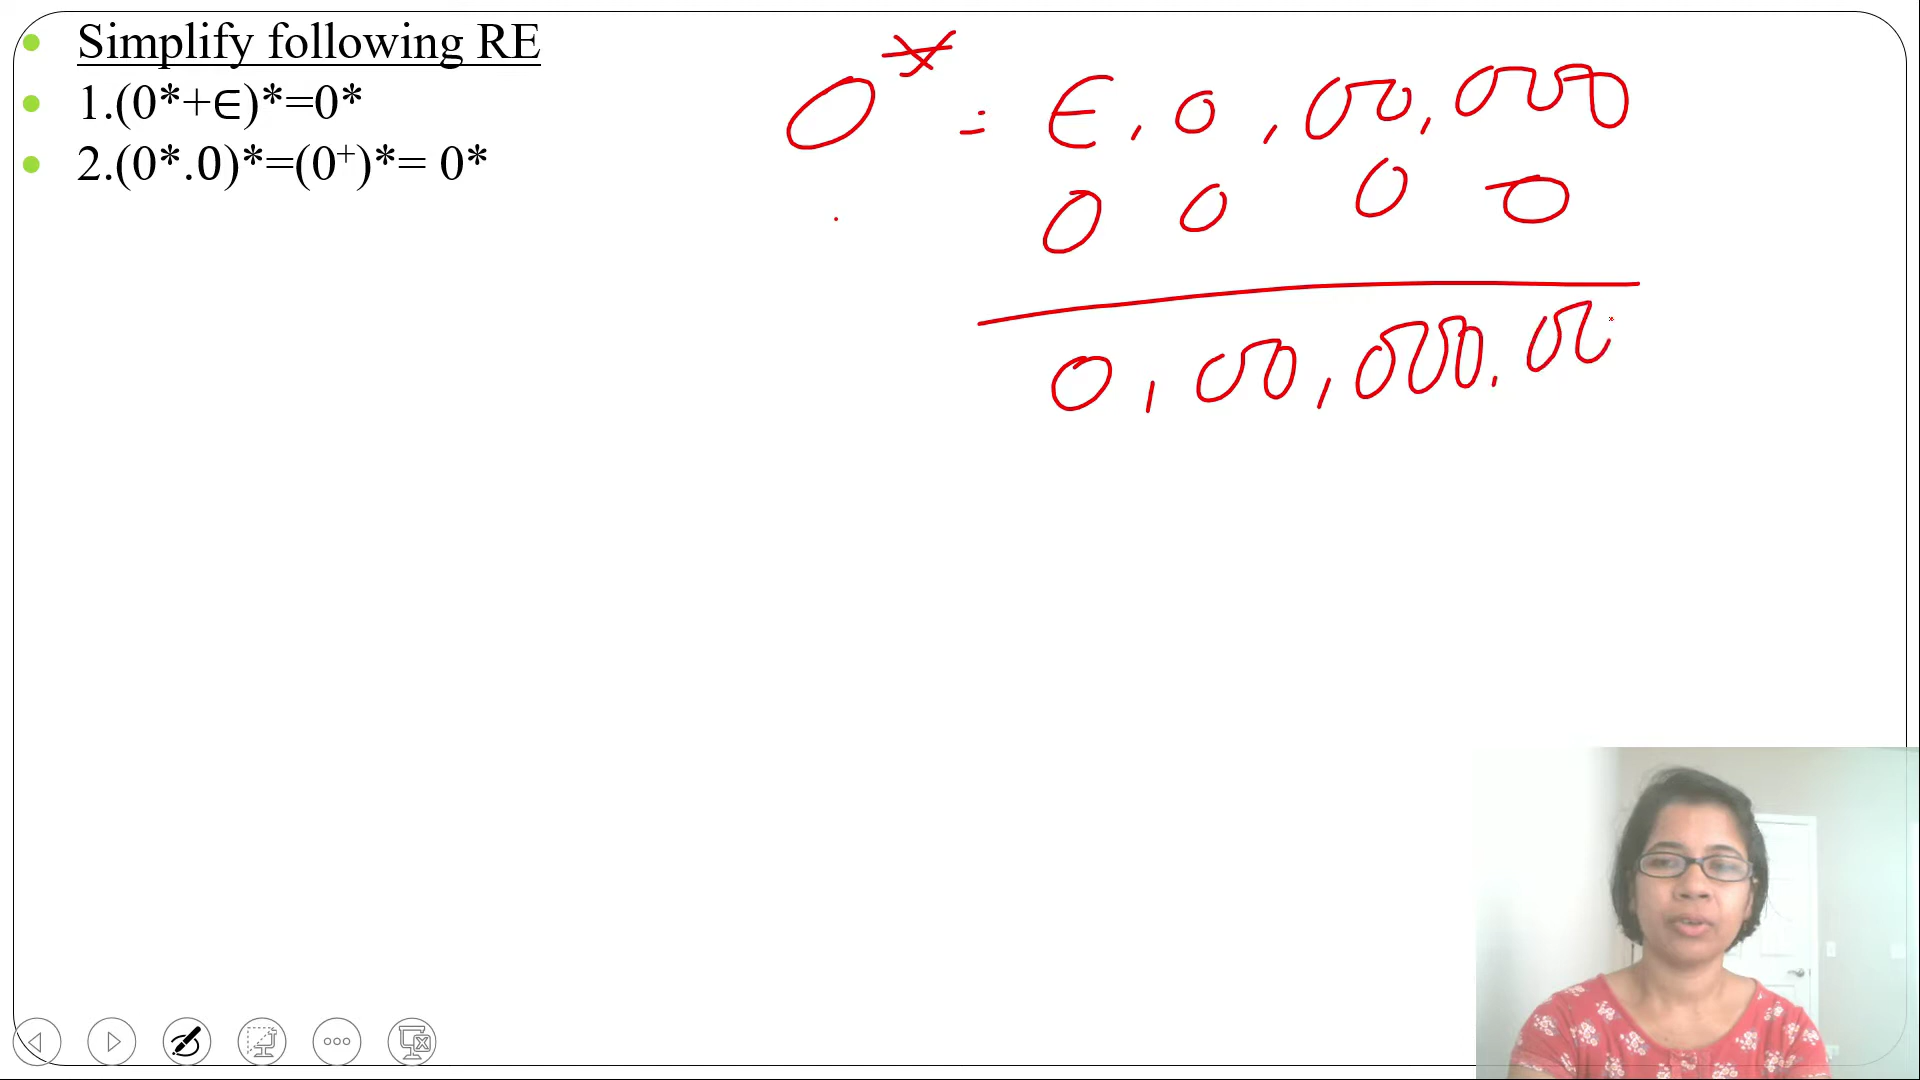 Simplify following RE
1.(0*+∈)*=0*
2.(0*.0)*=(0⁺)*= 0*
0* = ∈, 0, 00, 000
0 0 0 0
0, 00, 000, 00